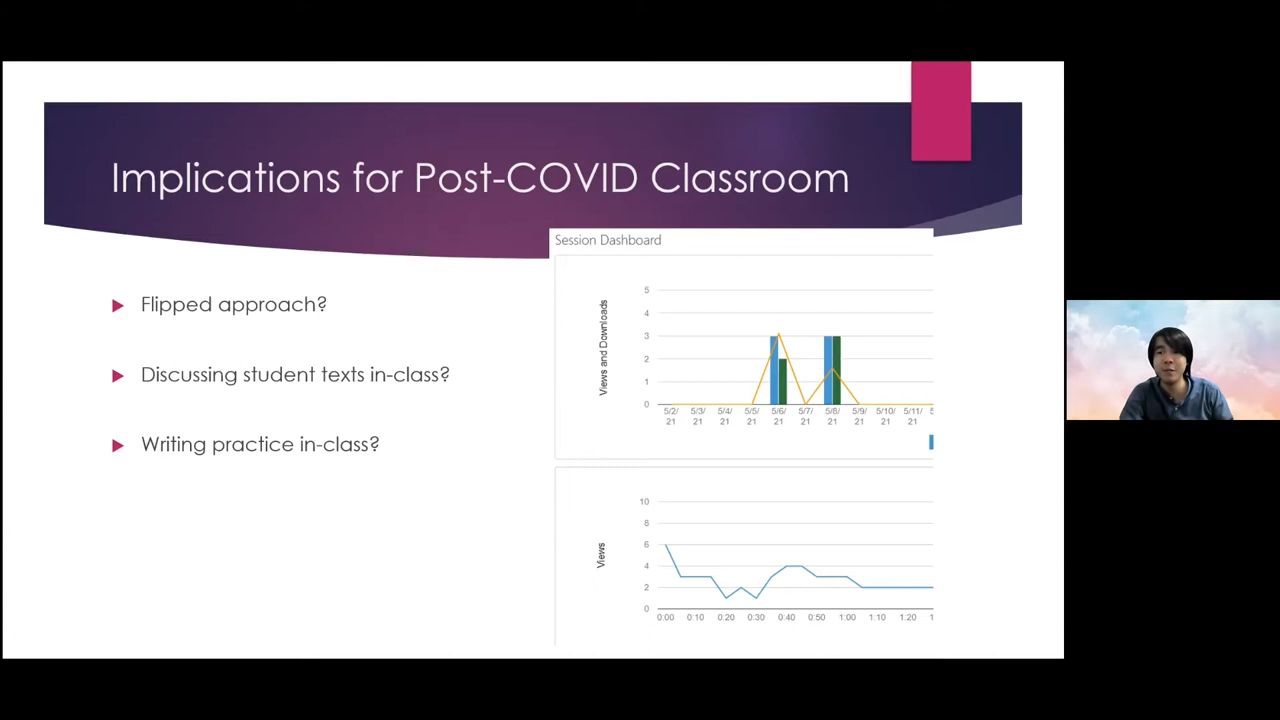 Implications for Post-COVID Classroom
Flipped approach?
Discussing student texts in-class?
Writing practice in-class?
Session Dashboard
Views and Downloads
5
4
3
2
1
0
5/2/ 5/3/ 5/4/ 5/5/ 5/6/ 5/7/ 5/8/ 5/9/ 5/10/ 5/11/
21 21 21 21 21 21 21 21 21 21
Views
10
8
6
4
2
0
0:00 0:10 0:20 0:30 0:40 0:50 1:00 1:10 1:20